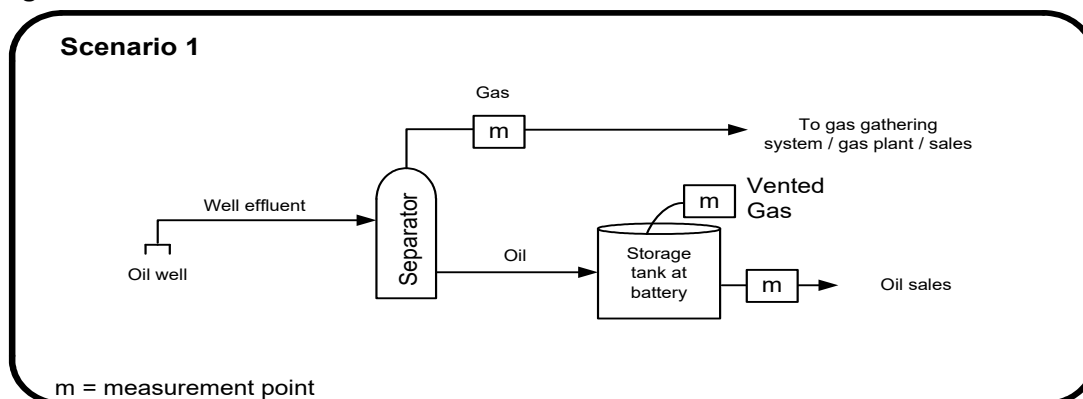 Scenario 1
Gas
m
To gas gathering
system / gas plant / sales
Well effluent
Separator
m
Vented
Gas
Oil well
Oil
Storage
tank at
battery
m
Oil sales
m = measurement point